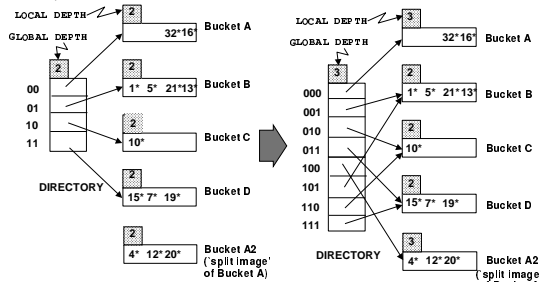 LOCAL DEPTH
GLOBAL DEPTH
2
2
32* 16*
Bucket A
00
01
10
11
2
1* 5* 21* 13*
Bucket B
2
10*
Bucket C
DIRECTORY
2
15* 7* 19*
Bucket D
2
4* 12* 20*
Bucket A2
(`split image'
of Bucket A)
LOCAL DEPTH
GLOBAL DEPTH
3
3
32* 16*
Bucket A
000
001
010
011
100
101
110
111
2
1* 5* 21* 13*
Bucket B
2
10*
Bucket C
2
15* 7* 19*
Bucket D
DIRECTORY
3
4* 12* 20*
Bucket A2
(`split image'